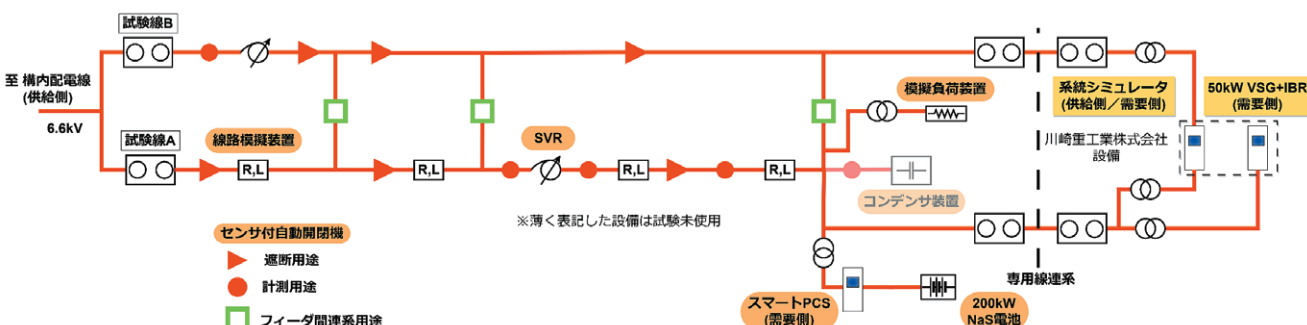 試験線B
至 構内配電線
(供給側)
6.6kV
試験線A
線路模擬装置
R,L
R,L
SVR
R,L
R,L
模擬負荷装置
コンデンサ装置
系統シミュレータ
(供給側／需要側)
50kW VSG+IBR
(需要側)
川崎重工業株式会社
設備
※薄く表記した設備は試験未使用
センサ付自動開閉機
遮断用途
計測用途
フィーダ間連系用途
専用線連系
スマートPCS
(需要側)
200kW
NaS電池